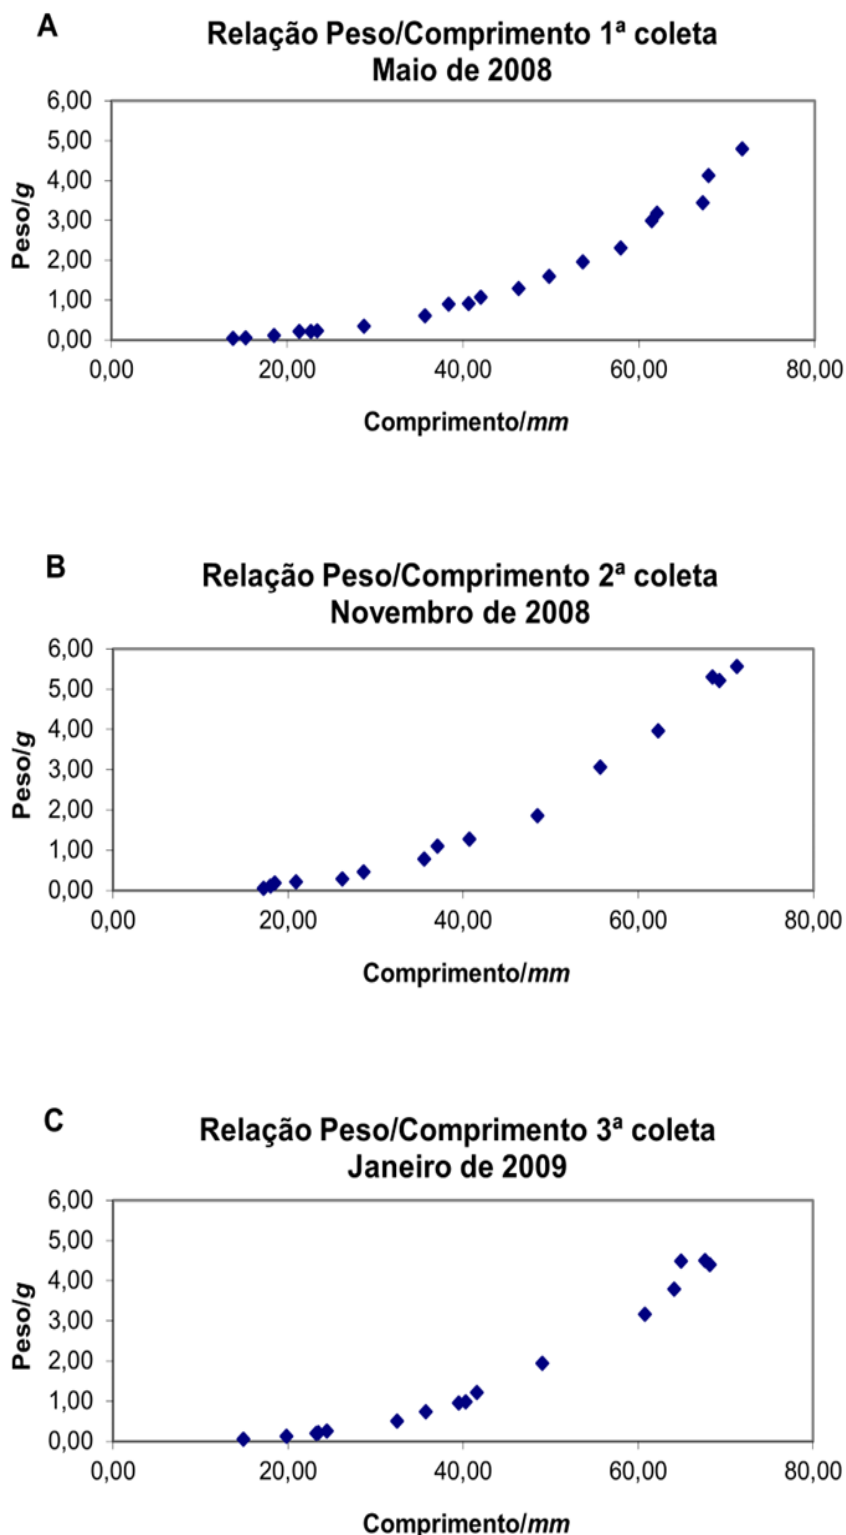 A
Relação Peso/Comprimento 1ª coleta
Maio de 2008
6,00
5,00
4,00
3,00
2,00
1,00
0,00
Peso/g
0,00 20,00 40,00 60,00 80,00
Comprimento/mm
B
Relação Peso/Comprimento 2ª coleta
Novembro de 2008
6,00
5,00
4,00
3,00
2,00
1,00
0,00
Peso/g
0,00 20,00 40,00 60,00 80,00
Comprimento/mm
C
Relação Peso/Comprimento 3ª coleta
Janeiro de 2009
6,00
5,00
4,00
3,00
2,00
1,00
0,00
Peso/g
0,00 20,00 40,00 60,00 80,00
Comprimento/mm